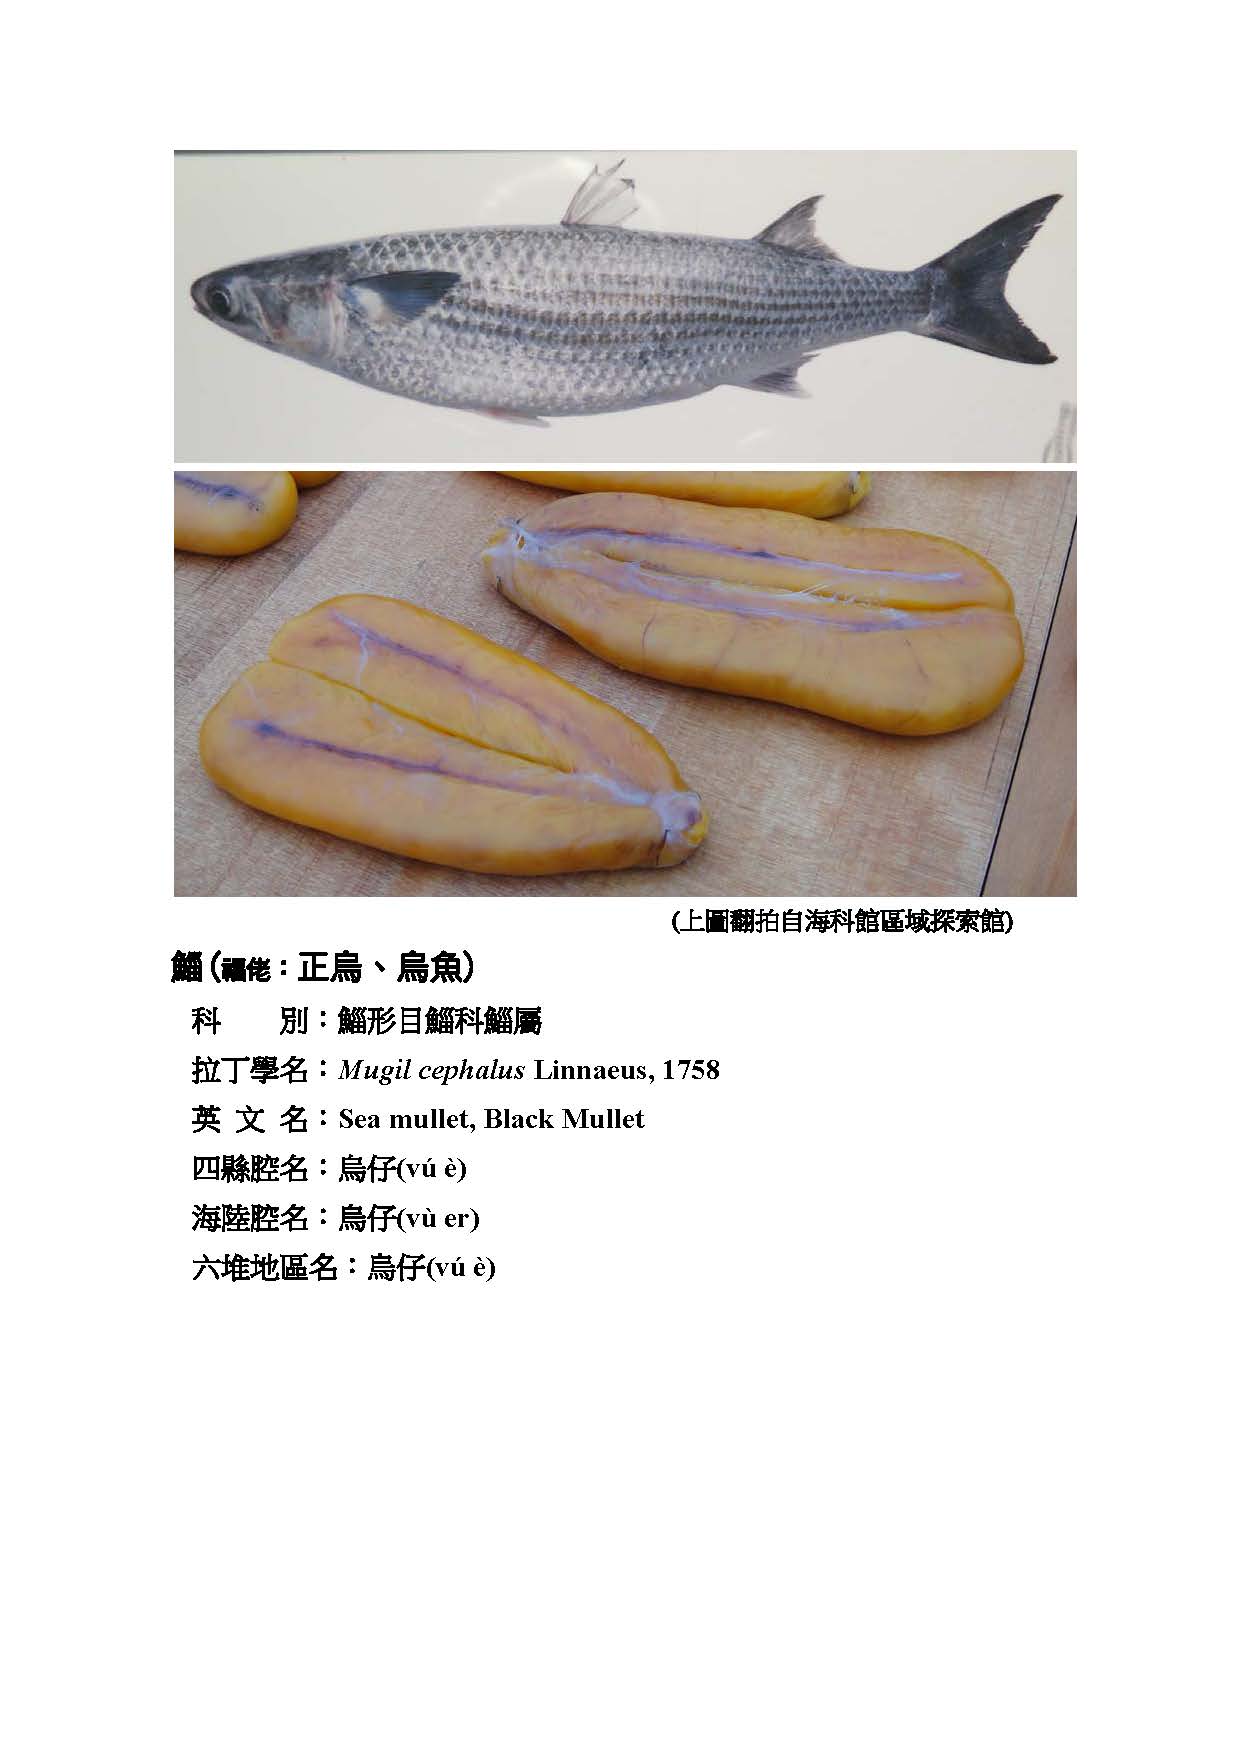 (上圖翻拍自海科館區域探索館)
鯔(福佬：正烏、烏魚)
科　　別：鯔形目鯔科鯔屬
拉丁學名：Mugil cephalus Linnaeus, 1758
英 文 名：Sea mullet, Black Mullet
四縣腔名：烏仔(vú è)
海陸腔名：烏仔(vù er)
六堆地區名：烏仔(vú è)